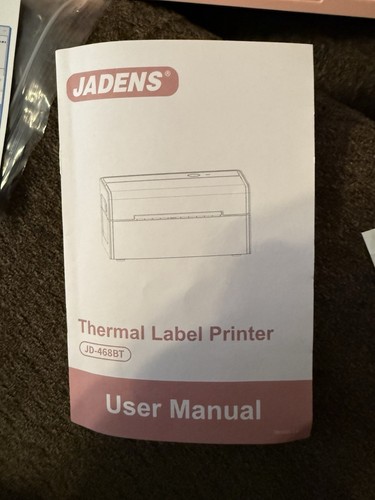 JADENS®
Thermal Label Printer
JD-468BT
User Manual